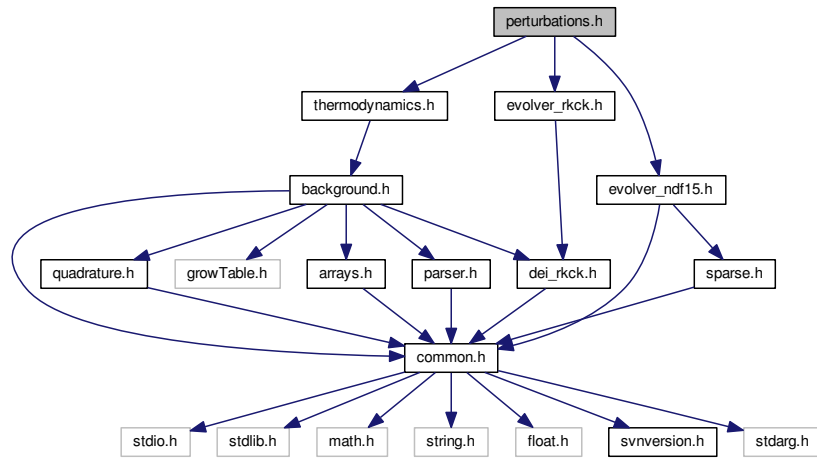 perturbations.h
thermodynamics.h
evolver_rkck.h
background.h
evolver_ndf15.h
quadrature.h
growTable.h
arrays.h
parser.h
dei_rkck.h
sparse.h
common.h
stdio.h
stdlib.h
math.h
string.h
float.h
svnversion.h
stdarg.h